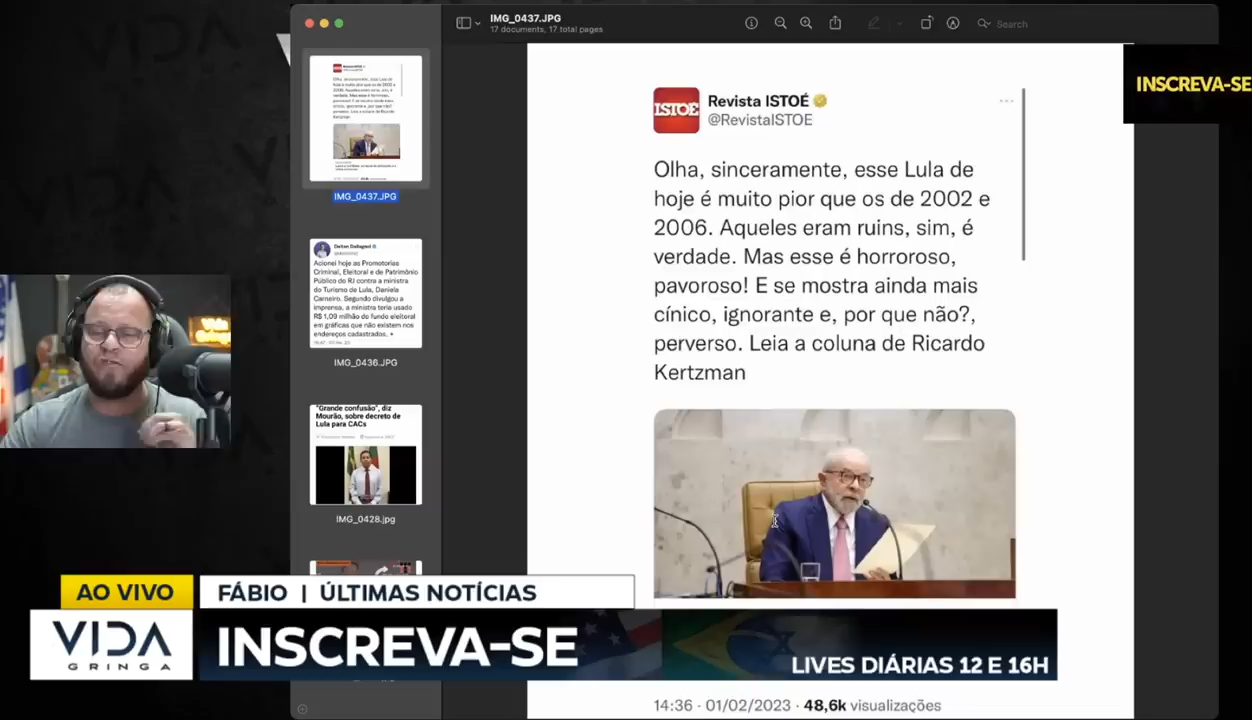 VIDA
IMG_0437.JPG
17 documents, 17 total pages
Search
INSCREVA-SE
ISTOÉ
Revista ISTOÉ
@RevistaISTOE
Olha, sinceramente, esse Lula de
hoje é muito pior que os de 2002 e
2006. Aqueles eram ruins, sim, é
verdade. Mas esse é horroroso,
pavoroso! E se mostra ainda mais
cínico, ignorante e, por que não?,
perverso. Leia a coluna de Ricardo
Kertzman
14:36 · 01/02/2023 · 48,6k visualizações
IMG_0437.JPG
Deltan Dallagnol
Acionei hoje as Promotorias
Criminal, Eleitoral e de Patrimônio
Público do RJ contra a ministra
do Turismo de Lula, Daniela
Carneiro. Segundo divulgou a
imprensa, a ministra teria usado
R$ 1,09 milhão do fundo eleitoral
em gráficas que não existem nos
endereços cadastrados. +
IMG_0436.JPG
"Grande confusão", diz
Mourão, sobre decreto de
Lula para CACs
IMG_0428.jpg
AO VIVO
FÁBIO | ÚLTIMAS NOTÍCIAS
VIDA
GRINGA
INSCREVA-SE
LIVES DIÁRIAS 12 E 16H